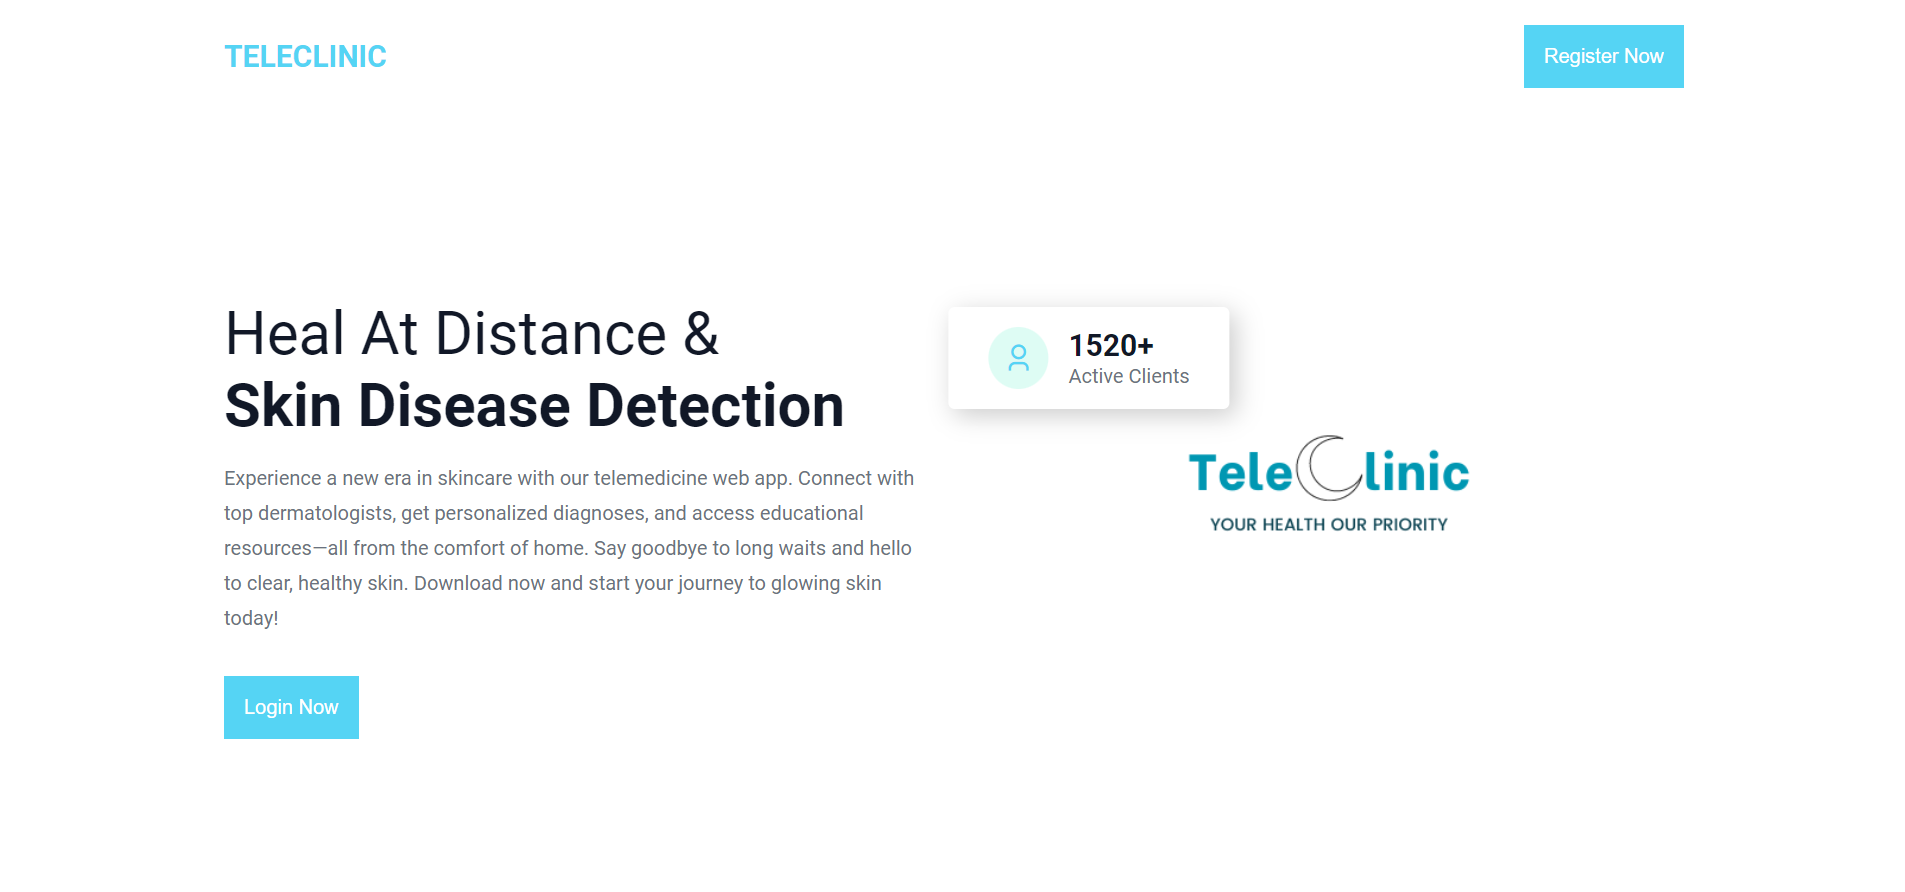 TELECLINIC
Register Now
Heal At Distance &
Skin Disease Detection
Experience a new era in skincare with our telemedicine web app. Connect with
top dermatologists, get personalized diagnoses, and access educational
resources—all from the comfort of home. Say goodbye to long waits and hello
to clear, healthy skin. Download now and start your journey to glowing skin
today!
Login Now
1520+
Active Clients
TeleClinic
YOUR HEALTH OUR PRIORITY